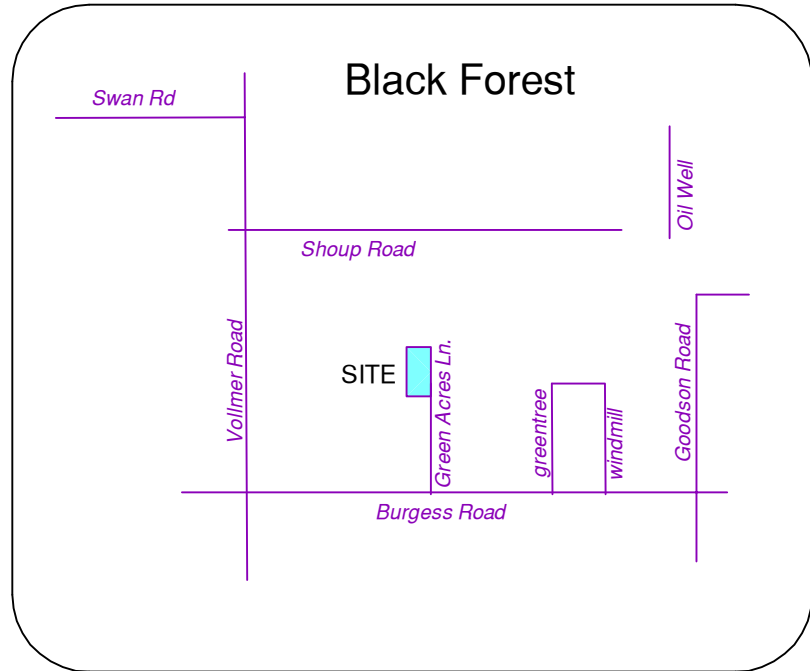 Black Forest
Swan Rd
Oil Well
Shoup Road
Vollmer Road
SITE
Green Acres Ln.
greentree
windmill
Goodson Road
Burgess Road